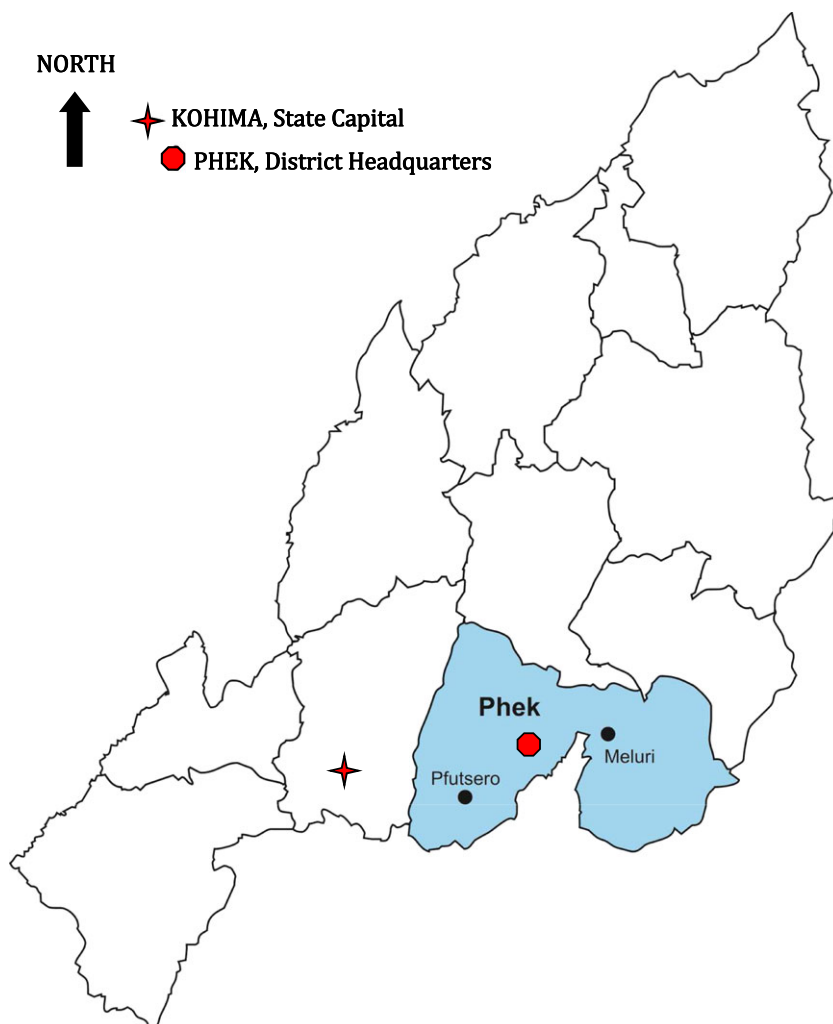 NORTH
KOHIMA, State Capital
PHEK, District Headquarters
Phek
Meluri
Pfutsero